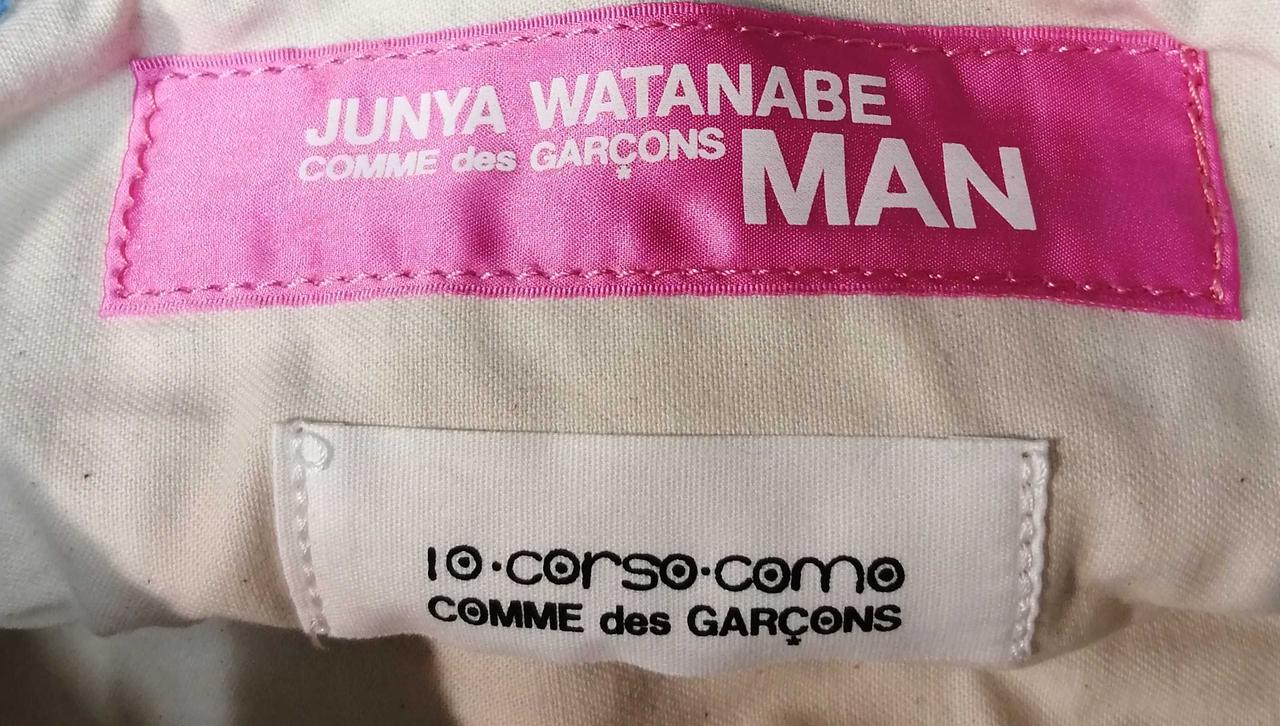 JUNYA WATANABE
COMME des GARÇONS MAN
10·corso·como
COMME des GARÇONS